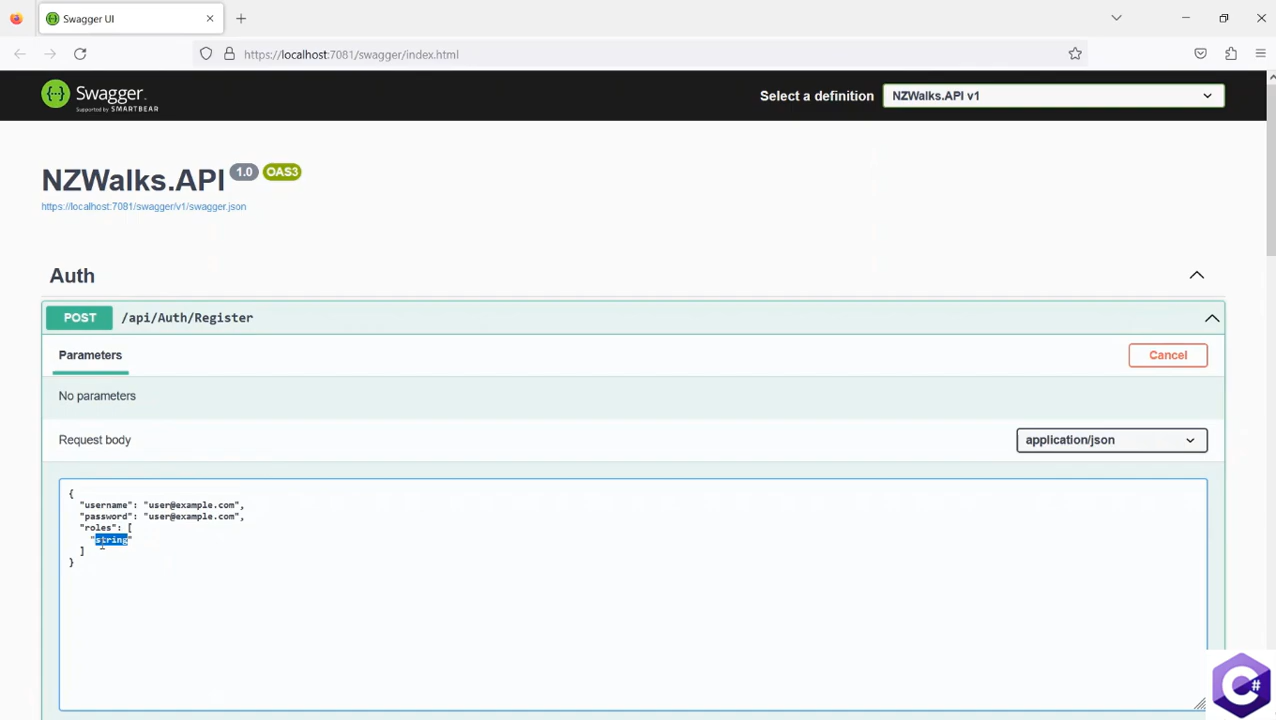 Swagger UI
https://localhost:7081/swagger/index.html
Swagger.
Supported by SMARTBEAR
Select a definition
NZWalks.API v1
NZWalks.API 1.0 OAS3
https://localhost:7081/swagger/v1/swagger.json
Auth
POST /api/Auth/Register
Parameters
Cancel
No parameters
Request body
application/json
{
"username": "user@example.com",
"password": "user@example.com",
"roles": [
"string"
]
}
C#